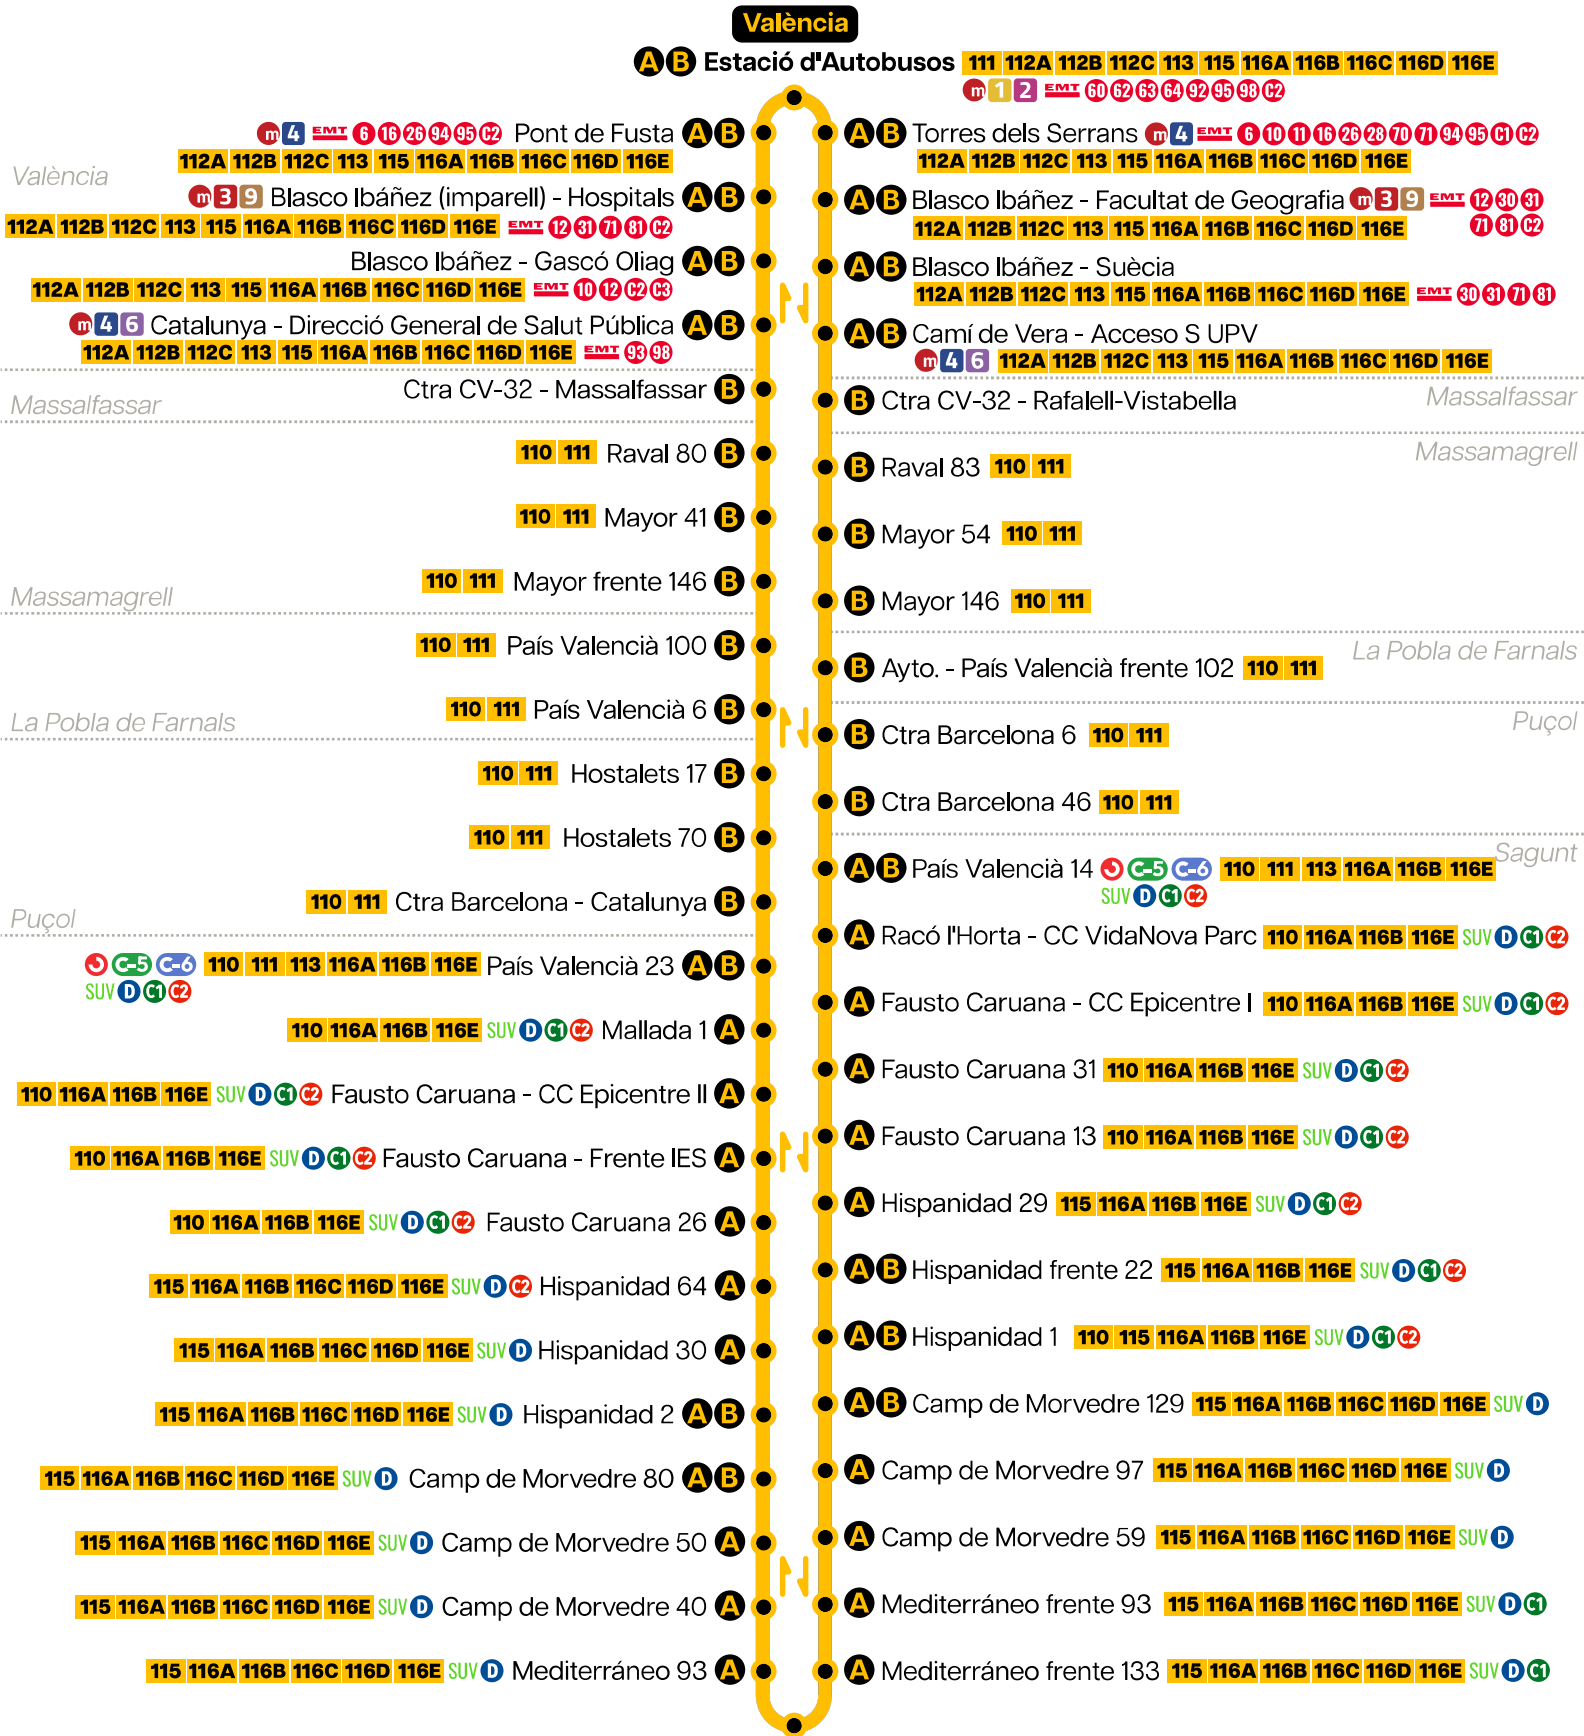 València
A B Estació d'Autobusos 111 112A 112B 112C 113 115 116A 116B 116C 116D 116E
m 1 2 EMT 60 62 63 64 92 95 98 C2
m 4 EMT 6 16 26 94 95 C2 Pont de Fusta A B
112A 112B 112C 113 115 116A 116B 116C 116D 116E
València
m 3 9 Blasco Ibáñez (imparell) - Hospitals A B
112A 112B 112C 113 115 116A 116B 116C 116D 116E EMT 12 31 71 81 C2
Blasco Ibáñez - Gascó Oliag A B
112A 112B 112C 113 115 116A 116B 116C 116D 116E EMT 10 12 C2 C3
m 4 6 Catalunya - Direcció General de Salut Pública A B
112A 112B 112C 113 115 116A 116B 116C 116D 116E EMT 93 98
Ctra CV-32 - Massalfassar B
Massalfassar
110 111 Raval 80 B
110 111 Mayor 41 B
110 111 Mayor frente 146 B
Massamagrell
110 111 País Valencià 100 B
110 111 País Valencià 6 B
La Pobla de Farnals
110 111 Hostalets 17 B
110 111 Hostalets 70 B
110 111 Ctra Barcelona - Catalunya B
Puçol
C-5 C-6 110 111 113 116A 116B 116E País Valencià 23 A B
SUV D C1 C2
110 116A 116B 116E SUV D C1 C2 Mallada 1 A
110 116A 116B 116E SUV D C1 C2 Fausto Caruana - CC Epicentre II A
110 116A 116B 116E SUV D C1 C2 Fausto Caruana - Frente IES A
110 116A 116B 116E SUV D C1 C2 Fausto Caruana 26 A
115 116A 116B 116C 116D 116E SUV D C2 Hispanidad 64 A
115 116A 116B 116C 116D 116E SUV D Hispanidad 30 A
115 116A 116B 116C 116D 116E SUV D Hispanidad 2 A B
115 116A 116B 116C 116D 116E SUV D Camp de Morvedre 80 A B
115 116A 116B 116C 116D 116E SUV D Camp de Morvedre 50 A
115 116A 116B 116C 116D 116E SUV D Camp de Morvedre 40 A
115 116A 116B 116C 116D 116E SUV D Mediterráneo 93 A
A B Torres dels Serrans m 4 EMT 6 10 11 16 26 28 70 71 94 95 C1 C2
112A 112B 112C 113 115 116A 116B 116C 116D 116E
A B Blasco Ibáñez - Facultat de Geografia m 3 9 EMT 12 30 31
112A 112B 112C 113 115 116A 116B 116C 116D 116E 71 81 C2
A B Blasco Ibáñez - Suècia
112A 112B 112C 113 115 116A 116B 116C 116D 116E EMT 30 31 71 81
A B Camí de Vera - Acceso S UPV
m 4 6 112A 112B 112C 113 115 116A 116B 116C 116D 116E
Massalfassar
B Ctra CV-32 - Rafalell-Vistabella
Massamagrell
B Raval 83 110 111
B Mayor 54 110 111
B Mayor 146 110 111
La Pobla de Farnals
B Ayto. - País Valencià frente 102 110 111
Puçol
B Ctra Barcelona 6 110 111
B Ctra Barcelona 46 110 111
Sagunt
A B País Valencià 14 C-5 C-6 110 111 113 116A 116B 116E
SUV D C1 C2
A Racó l'Horta - CC VidaNova Parc 110 116A 116B 116E SUV D C1 C2
A Fausto Caruana - CC Epicentre I 110 116A 116B 116E SUV D C1 C2
A Fausto Caruana 31 110 116A 116B 116E SUV D C1 C2
A Fausto Caruana 13 110 116A 116B 116E SUV D C1 C2
A Hispanidad 29 115 116A 116B 116E SUV D C1 C2
A B Hispanidad frente 22 115 116A 116B 116E SUV D C1 C2
A B Hispanidad 1 110 115 116A 116B 116E SUV D C1 C2
A B Camp de Morvedre 129 115 116A 116B 116C 116D 116E SUV D
A Camp de Morvedre 97 115 116A 116B 116C 116D 116E SUV D
A Camp de Morvedre 59 115 116A 116B 116C 116D 116E SUV D
A Mediterráneo frente 93 115 116A 116B 116C 116D 116E SUV D C1
A Mediterráneo frente 133 115 116A 116B 116C 116D 116E SUV D C1